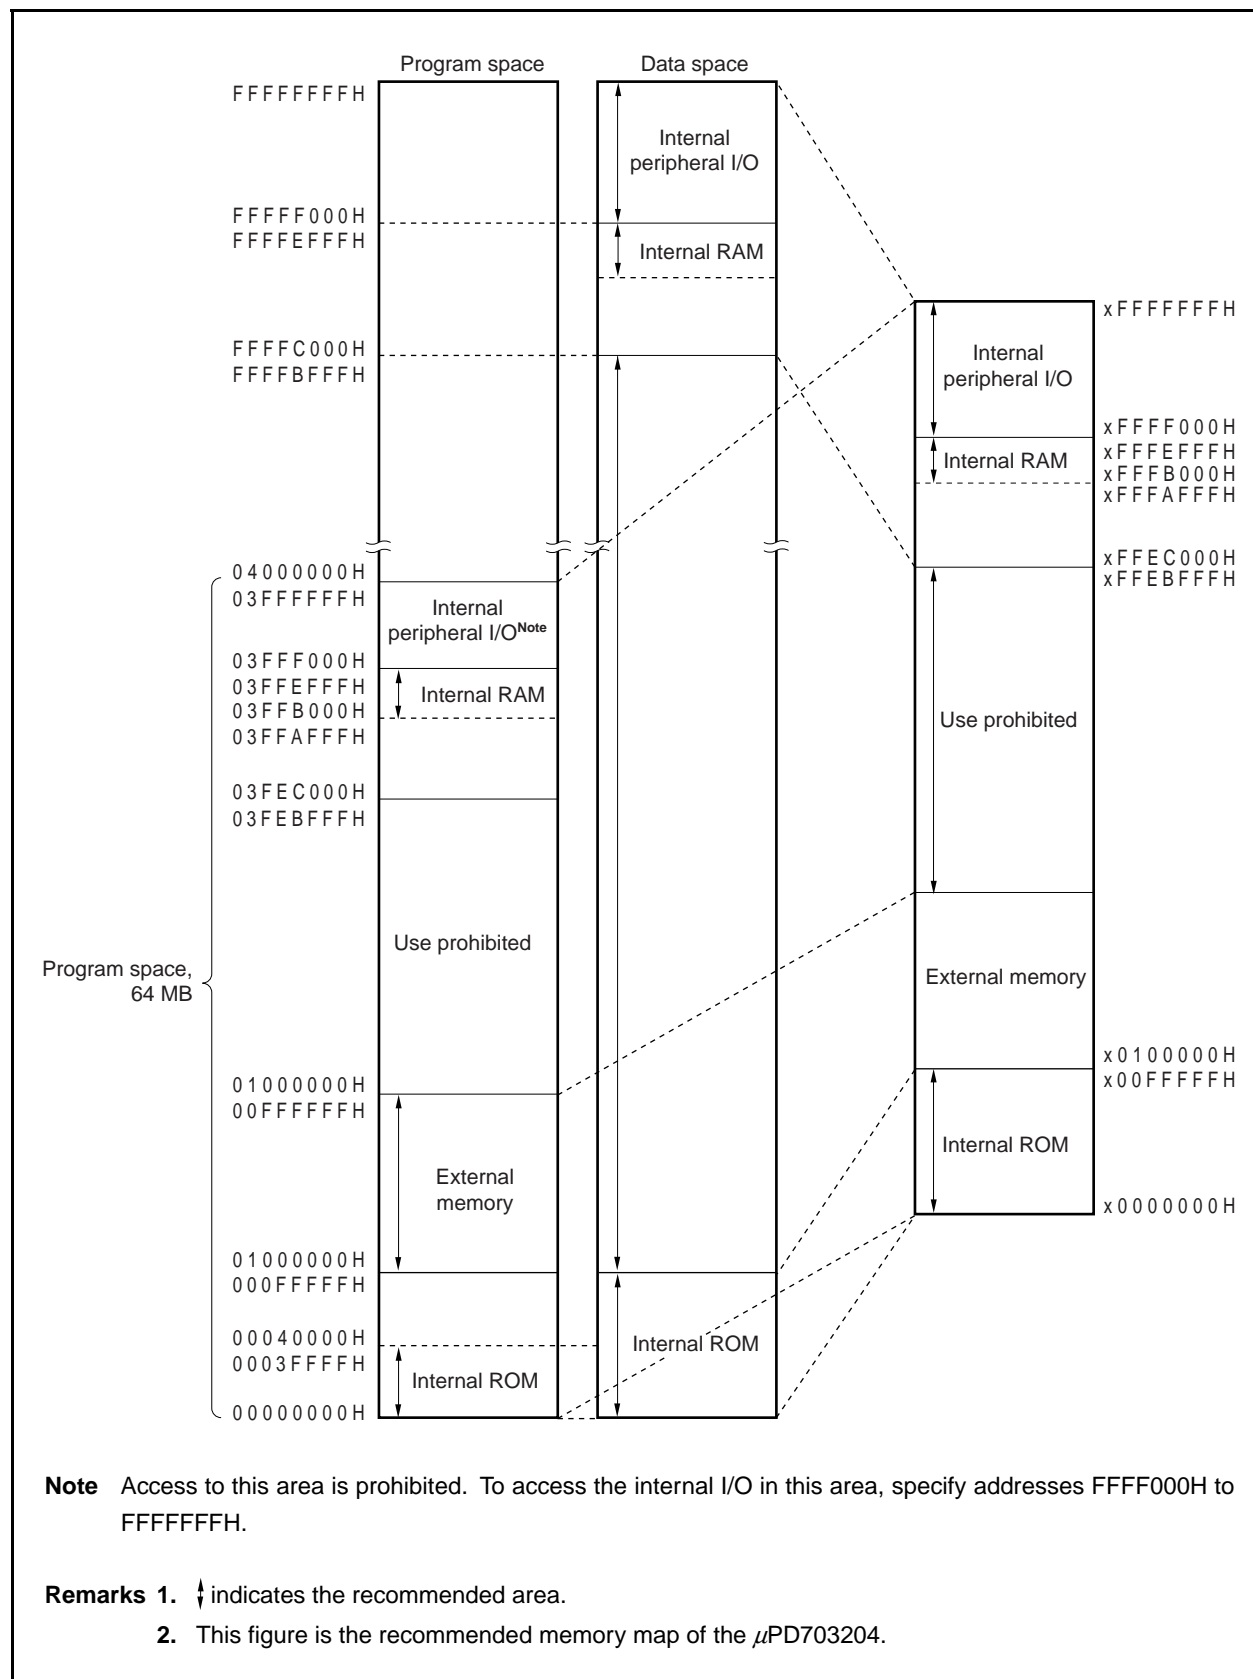 Program space
Data space
FFFFFFFFH
Internal
peripheral I/O
FFFFF000H
FFFFEFFFH
Internal RAM
xFFFFFFFH
FFFFC000H
FFFFBFFFH
Internal
peripheral I/O
xFFFF000H
xFFFEFFFH
Internal RAM
xFFFB000H
xFFFAFFFH
xFFEC000H
xFFEBFFFH
04000000H
03FFFFFFH
Internal
peripheral I/ONote
03FFF000H
03FFEFFFH
Internal RAM
03FFB000H
03FFAFFFH
Use prohibited
03FEC000H
03FEBFFFH
Use prohibited
Program space,
64 MB
External memory
x0100000H
x00FFFFFH
01000000H
00FFFFFFH
Internal ROM
External
memory
x0000000H
01000000H
000FFFFFH
00040000H
0003FFFFH
Internal ROM
Internal ROM
00000000H
Note Access to this area is prohibited. To access the internal I/O in this area, specify addresses FFFF000H to
FFFFFFFH.
Remarks 1. indicates the recommended area.
2. This figure is the recommended memory map of the μPD703204.